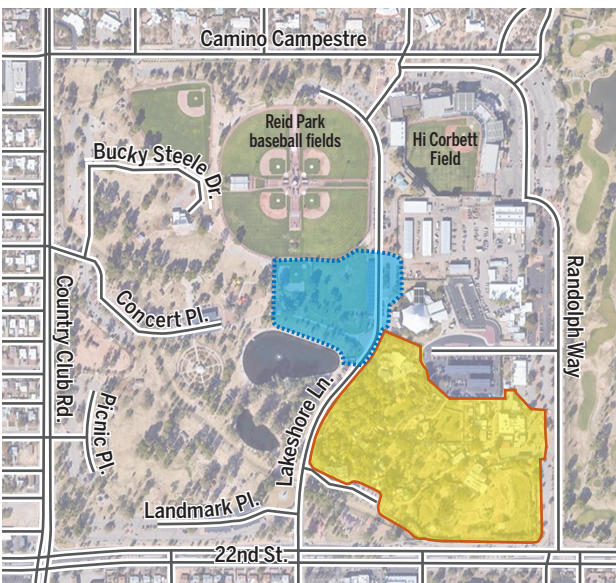 Camino Campestre
Reid Park
baseball fields
Hi Corbett
Field
Bucky Steele Dr.
Concert Pl.
Country Club Rd.
Randolph Way
Picnic Pl.
Lakeshore Ln.
Landmark Pl.
22nd St.